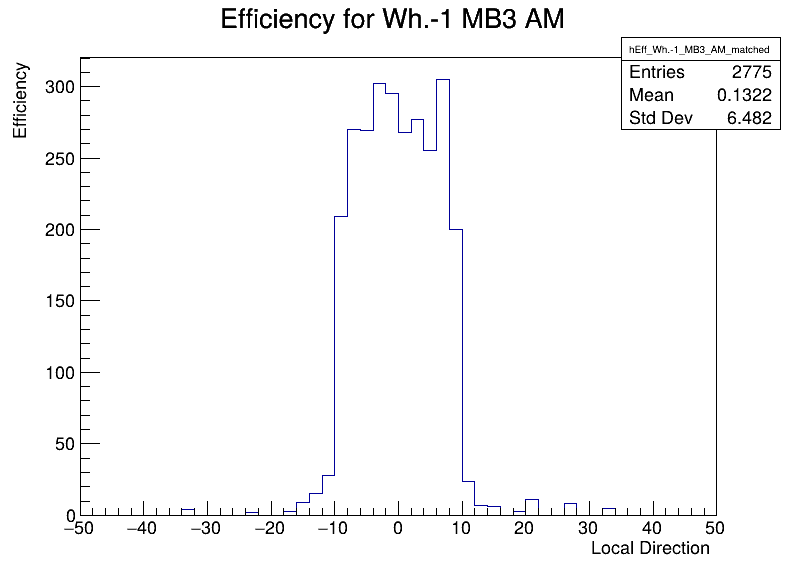 Efficiency for Wh.-1 MB3 AM
hEff_Wh.-1_MB3_AM_matched
Entries 2775
Mean 0.1322
Std Dev 6.482
Efficiency
300
250
200
150
100
50
0
−50 −40 −30 −20 −10 0 10 20 30 40 50
Local Direction